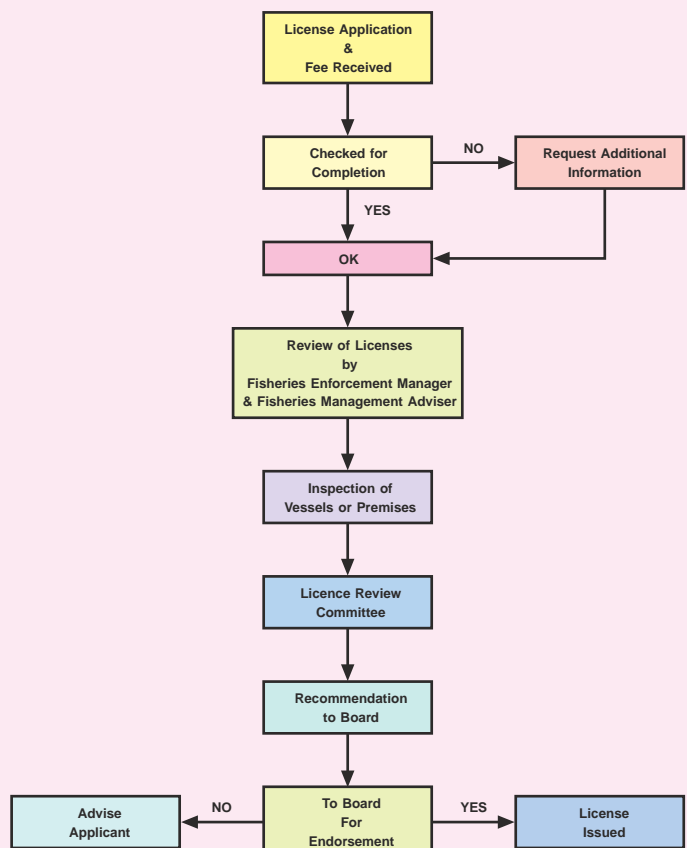 License Application
&
Fee Received
Checked for
Completion
NO
Request Additional
Information
YES
OK
Review of Licenses
by
Fisheries Enforcement Manager
& Fisheries Management Adviser
Inspection of
Vessels or Premises
Licence Review
Committee
Recommendation
to Board
To Board
For
Endorsement
NO
Advise
Applicant
YES
License
Issued